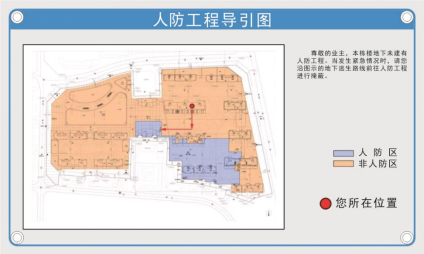 人防工程导引图
尊敬的业主，本栋楼地下未建有
人防工程。当发生紧急情况时，请您
沿图示的地下逃生路线前往人防工程
进行掩蔽。
人防区
非人防区
您所在位置